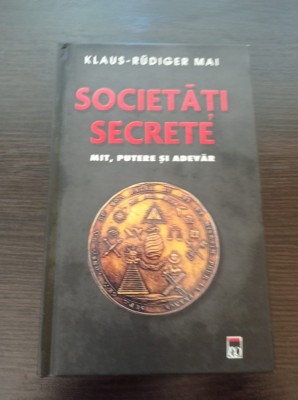 KLAUS-RÜDIGER MAI
SOCIETĂȚI
SECRETE
MIT, PUTERE ȘI ADEVĂR